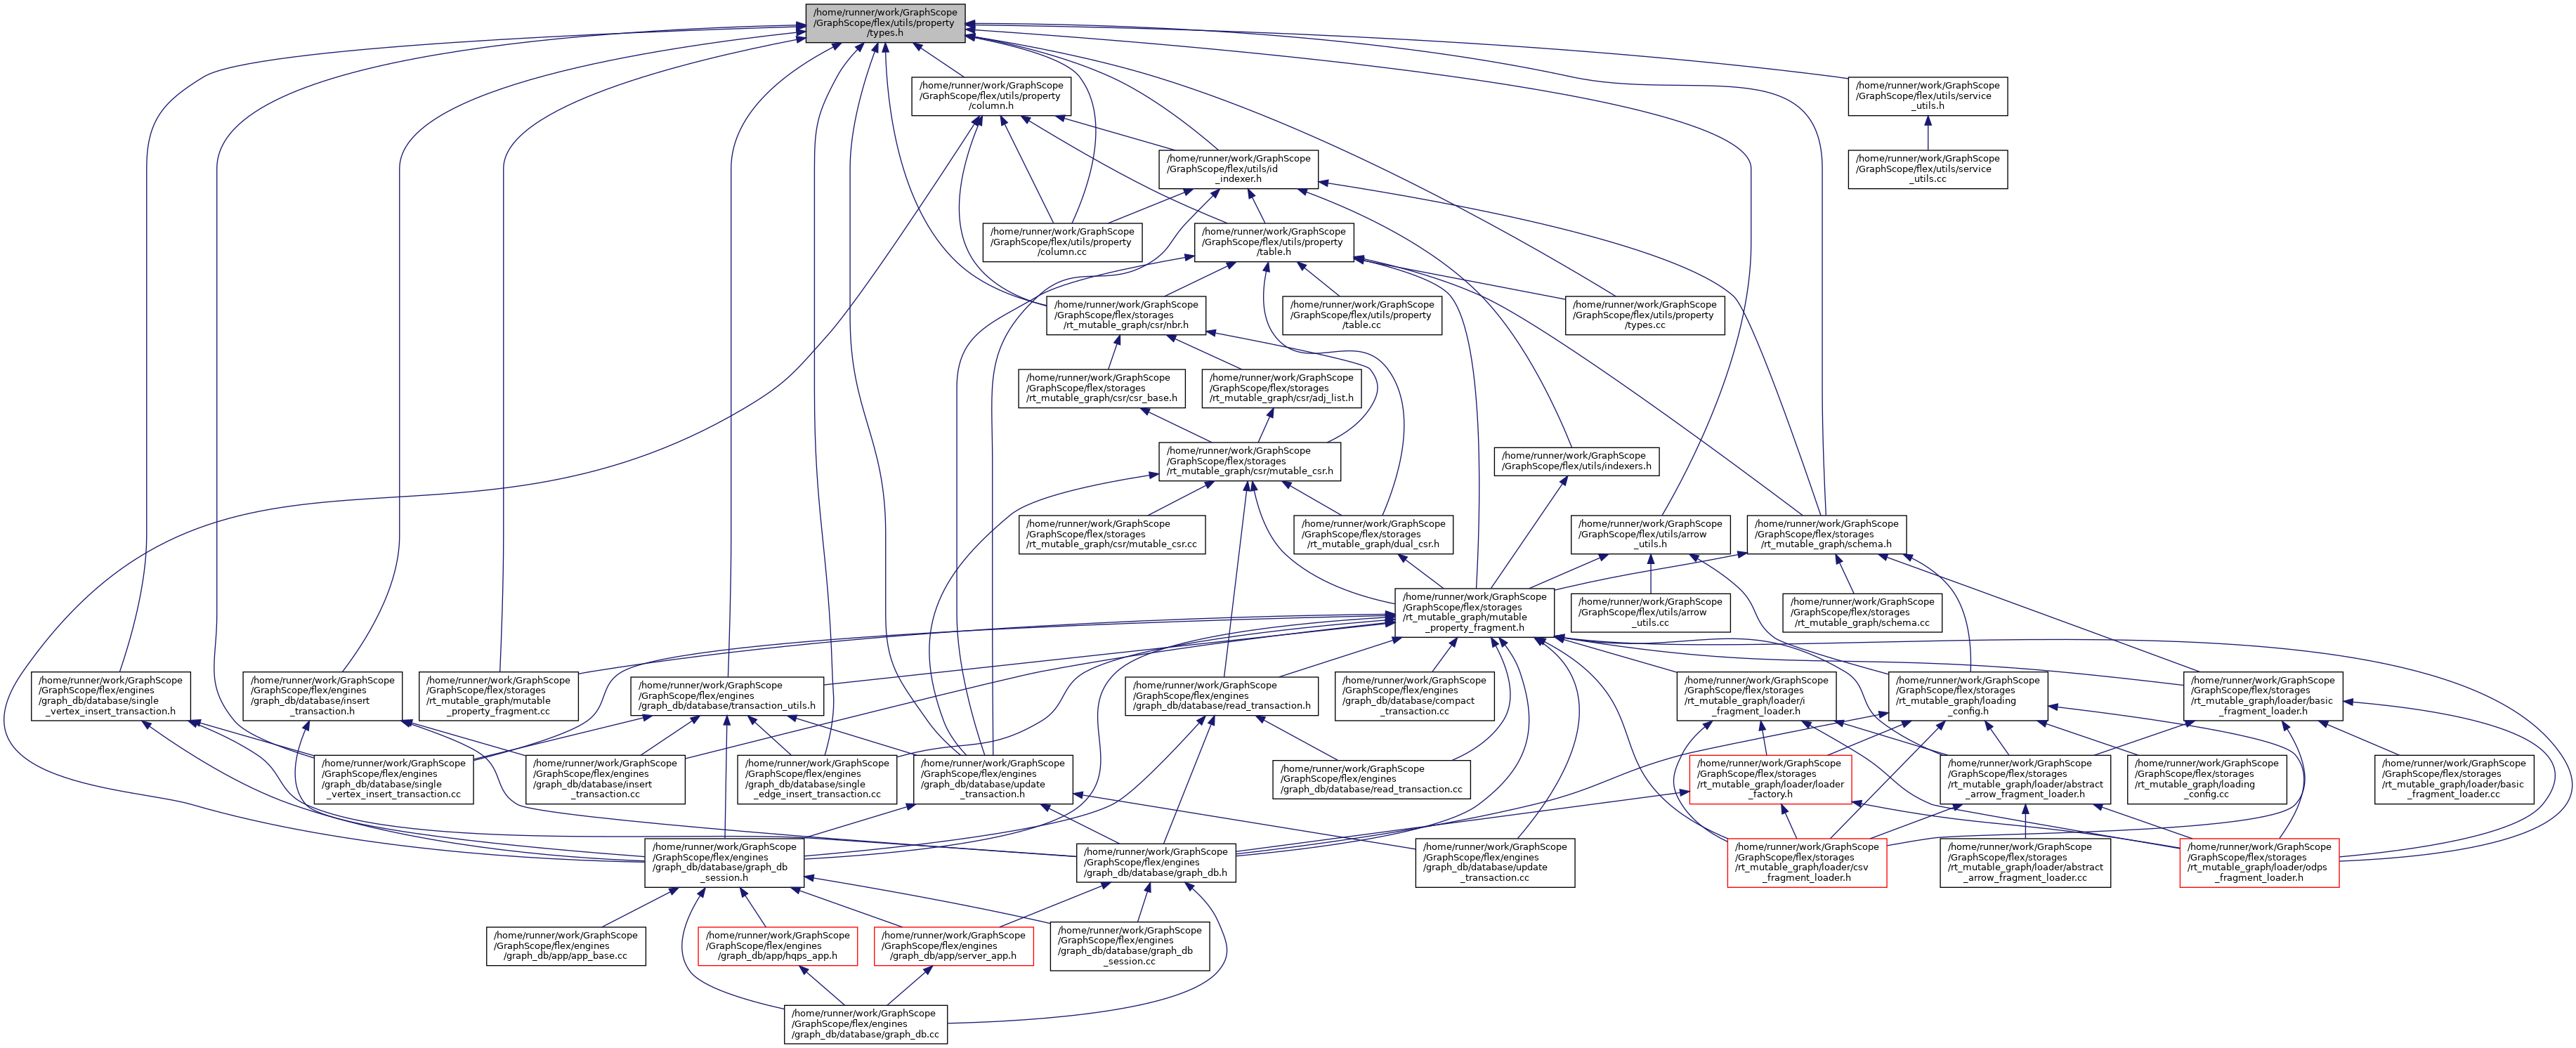 /home/runner/work/GraphScope
/GraphScope/flex/utils/property
/types.h
/home/runner/work/GraphScope
/GraphScope/flex/utils/property
/column.h
/home/runner/work/GraphScope
/GraphScope/flex/utils/service
_utils.h
/home/runner/work/GraphScope
/GraphScope/flex/utils/id
_indexer.h
/home/runner/work/GraphScope
/GraphScope/flex/utils/service
_utils.cc
/home/runner/work/GraphScope
/GraphScope/flex/utils/property
/column.cc
/home/runner/work/GraphScope
/GraphScope/flex/utils/property
/table.h
/home/runner/work/GraphScope
/GraphScope/flex/storages
/rt_mutable_graph/csr/nbr.h
/home/runner/work/GraphScope
/GraphScope/flex/utils/property
/table.cc
/home/runner/work/GraphScope
/GraphScope/flex/utils/property
/types.cc
/home/runner/work/GraphScope
/GraphScope/flex/storages
/rt_mutable_graph/csr/csr_base.h
/home/runner/work/GraphScope
/GraphScope/flex/storages
/rt_mutable_graph/csr/adj_list.h
/home/runner/work/GraphScope
/GraphScope/flex/storages
/rt_mutable_graph/csr/mutable_csr.h
/home/runner/work/GraphScope
/GraphScope/flex/utils/indexers.h
/home/runner/work/GraphScope
/GraphScope/flex/storages
/rt_mutable_graph/csr/mutable_csr.cc
/home/runner/work/GraphScope
/GraphScope/flex/storages
/rt_mutable_graph/dual_csr.h
/home/runner/work/GraphScope
/GraphScope/flex/utils/arrow
_utils.h
/home/runner/work/GraphScope
/GraphScope/flex/storages
/rt_mutable_graph/schema.h
/home/runner/work/GraphScope
/GraphScope/flex/storages
/rt_mutable_graph/mutable
_property_fragment.h
/home/runner/work/GraphScope
/GraphScope/flex/utils/arrow
_utils.cc
/home/runner/work/GraphScope
/GraphScope/flex/storages
/rt_mutable_graph/schema.cc
/home/runner/work/GraphScope
/GraphScope/flex/engines
/graph_db/database/single
_vertex_insert_transaction.h
/home/runner/work/GraphScope
/GraphScope/flex/engines
/graph_db/database/insert
_transaction.h
/home/runner/work/GraphScope
/GraphScope/flex/storages
/rt_mutable_graph/mutable
_property_fragment.cc
/home/runner/work/GraphScope
/GraphScope/flex/engines
/graph_db/database/transaction_utils.h
/home/runner/work/GraphScope
/GraphScope/flex/engines
/graph_db/database/read_transaction.h
/home/runner/work/GraphScope
/GraphScope/flex/engines
/graph_db/database/compact
_transaction.cc
/home/runner/work/GraphScope
/GraphScope/flex/storages
/rt_mutable_graph/loader/i
_fragment_loader.h
/home/runner/work/GraphScope
/GraphScope/flex/storages
/rt_mutable_graph/loading
_config.h
/home/runner/work/GraphScope
/GraphScope/flex/storages
/rt_mutable_graph/loader/basic
_fragment_loader.h
/home/runner/work/GraphScope
/GraphScope/flex/engines
/graph_db/database/single
_vertex_insert_transaction.cc
/home/runner/work/GraphScope
/GraphScope/flex/engines
/graph_db/database/insert
_transaction.cc
/home/runner/work/GraphScope
/GraphScope/flex/engines
/graph_db/database/single
_edge_insert_transaction.cc
/home/runner/work/GraphScope
/GraphScope/flex/engines
/graph_db/database/update
_transaction.h
/home/runner/work/GraphScope
/GraphScope/flex/engines
/graph_db/database/read_transaction.cc
/home/runner/work/GraphScope
/GraphScope/flex/storages
/rt_mutable_graph/loader/loader
_factory.h
/home/runner/work/GraphScope
/GraphScope/flex/storages
/rt_mutable_graph/loader/abstract
_arrow_fragment_loader.h
/home/runner/work/GraphScope
/GraphScope/flex/storages
/rt_mutable_graph/loading
_config.cc
/home/runner/work/GraphScope
/GraphScope/flex/storages
/rt_mutable_graph/loader/basic
_fragment_loader.cc
/home/runner/work/GraphScope
/GraphScope/flex/engines
/graph_db/database/graph_db
_session.h
/home/runner/work/GraphScope
/GraphScope/flex/engines
/graph_db/database/graph_db.h
/home/runner/work/GraphScope
/GraphScope/flex/engines
/graph_db/database/update
_transaction.cc
/home/runner/work/GraphScope
/GraphScope/flex/storages
/rt_mutable_graph/loader/csv
_fragment_loader.h
/home/runner/work/GraphScope
/GraphScope/flex/storages
/rt_mutable_graph/loader/abstract
_arrow_fragment_loader.cc
/home/runner/work/GraphScope
/GraphScope/flex/storages
/rt_mutable_graph/loader/odps
_fragment_loader.h
/home/runner/work/GraphScope
/GraphScope/flex/engines
/graph_db/app/app_base.cc
/home/runner/work/GraphScope
/GraphScope/flex/engines
/graph_db/app/hqps_app.h
/home/runner/work/GraphScope
/GraphScope/flex/engines
/graph_db/app/server_app.h
/home/runner/work/GraphScope
/GraphScope/flex/engines
/graph_db/database/graph_db
_session.cc
/home/runner/work/GraphScope
/GraphScope/flex/engines
/graph_db/database/graph_db.cc